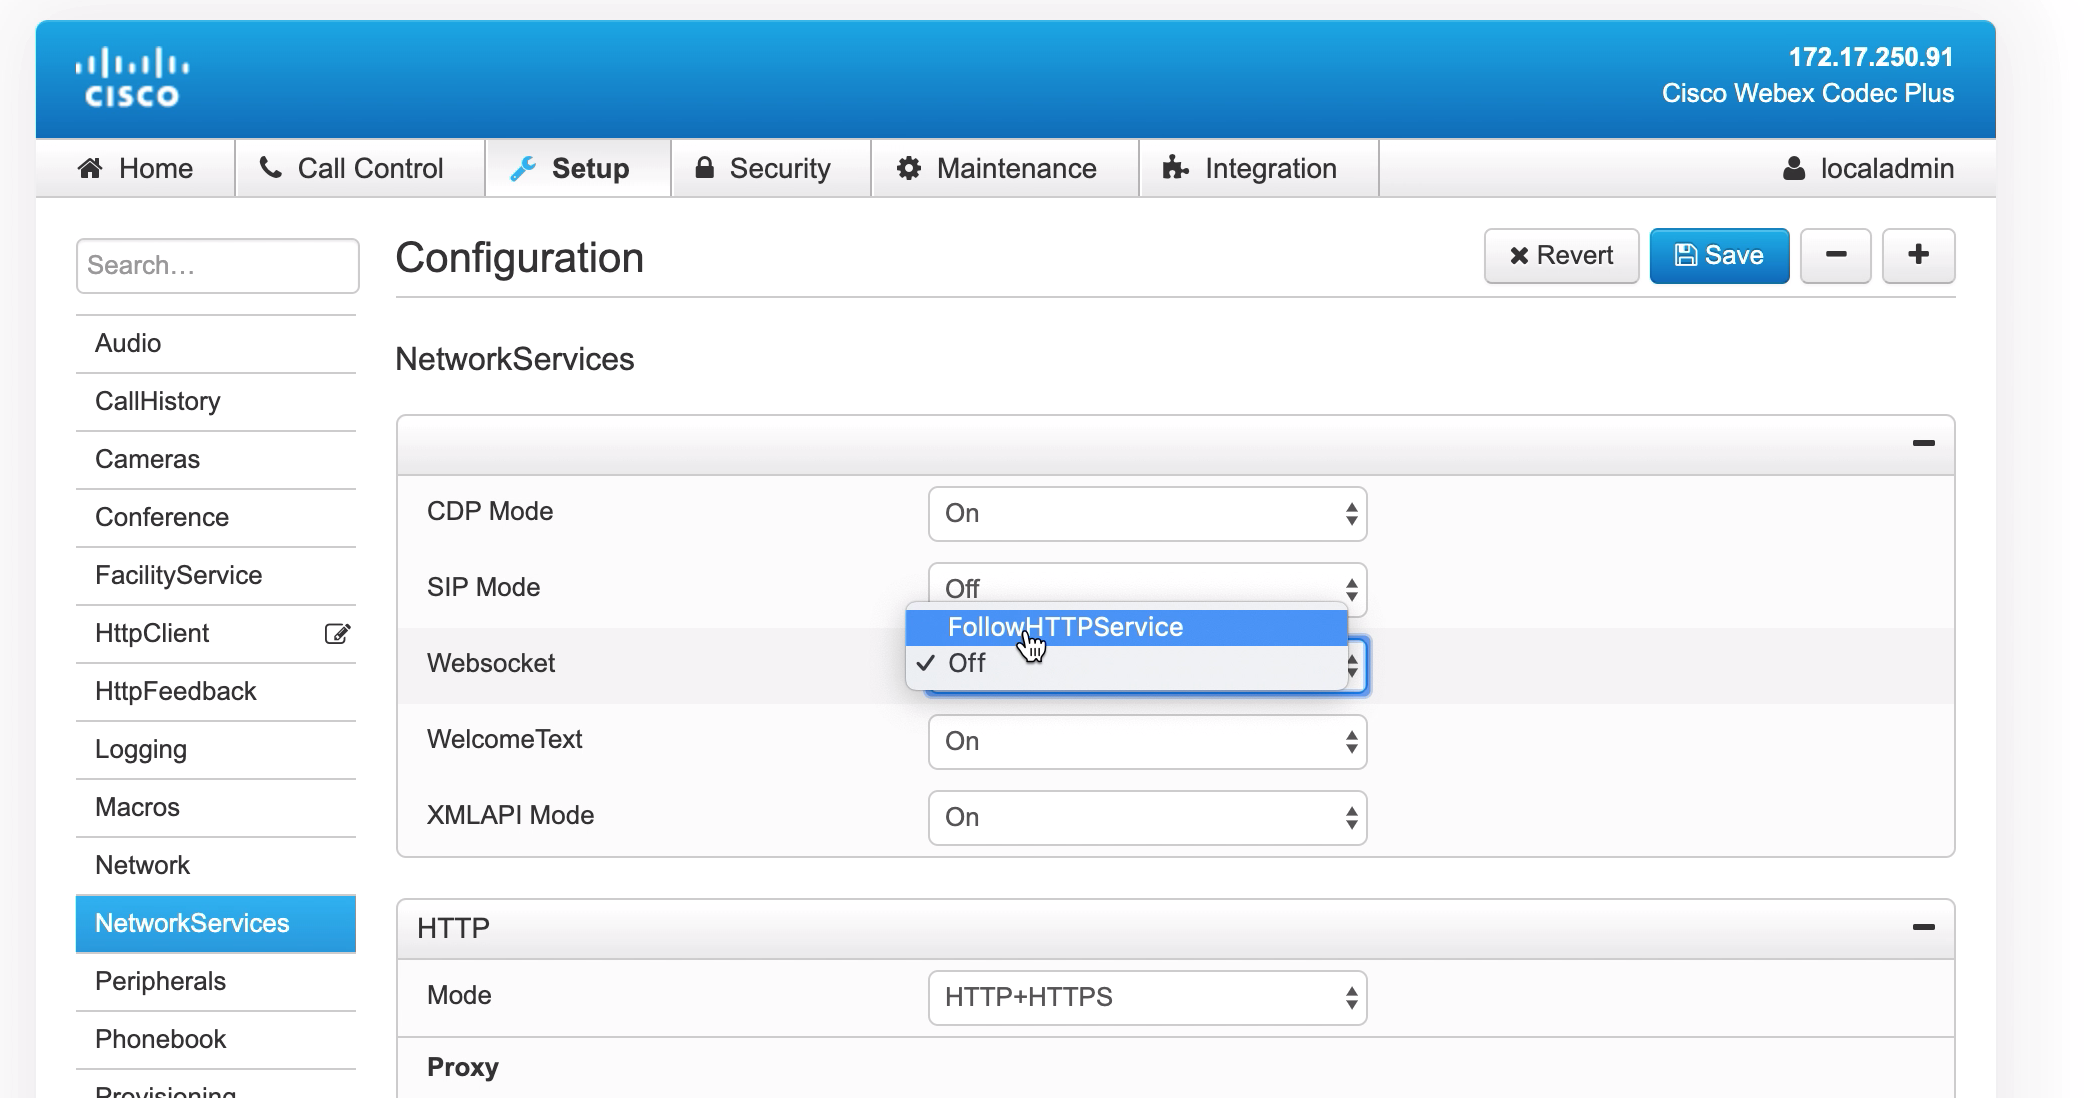 CISCO
172.17.250.91
Cisco Webex Codec Plus
Home
Call Control
Setup
Security
Maintenance
Integration
localadmin
Search…
Configuration
Revert
Save
Audio
CallHistory
Cameras
Conference
FacilityService
HttpClient
HttpFeedback
Logging
Macros
Network
NetworkServices
Peripherals
Phonebook
Provisioning
NetworkServices
CDP Mode
On
SIP Mode
Off
Websocket
FollowHTTPService
Off
WelcomeText
On
XMLAPI Mode
On
HTTP
Mode
HTTP+HTTPS
Proxy